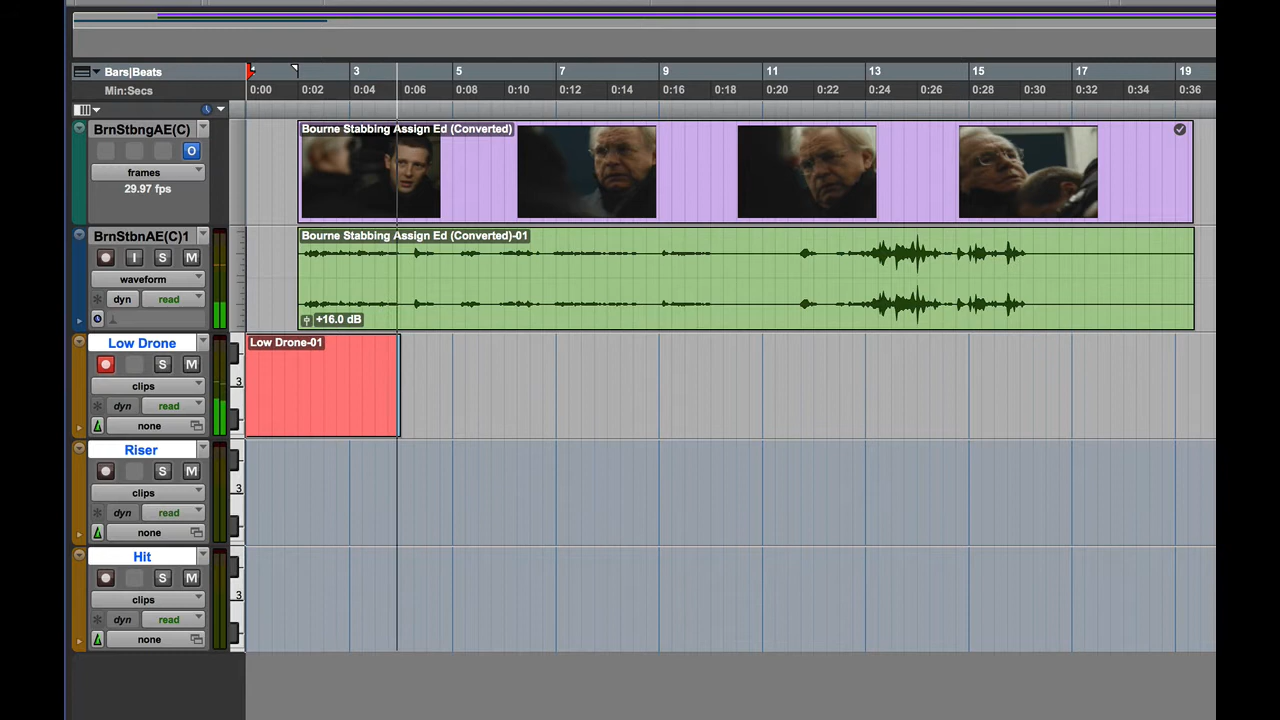 Bars|Beats 3 5 7 9 11 13 15 17 19
Min:Secs 0:00 0:02 0:04 0:06 0:08 0:10 0:12 0:14 0:16 0:18 0:20 0:22 0:24 0:26 0:28 0:30 0:32 0:34 0:36
BrnStbngAE(C) Bourne Stabbing Assign Ed (Converted)
O
frames
29.97 fps
BrnStbnAE(C)1 Bourne Stabbing Assign Ed (Converted)-01
I S M
waveform
dyn read
+16.0 dB
Low Drone Low Drone-01
S M
clips
3
dyn read
none
Riser
S M
clips
3
dyn read
none
Hit
S M
clips
3
dyn read
none